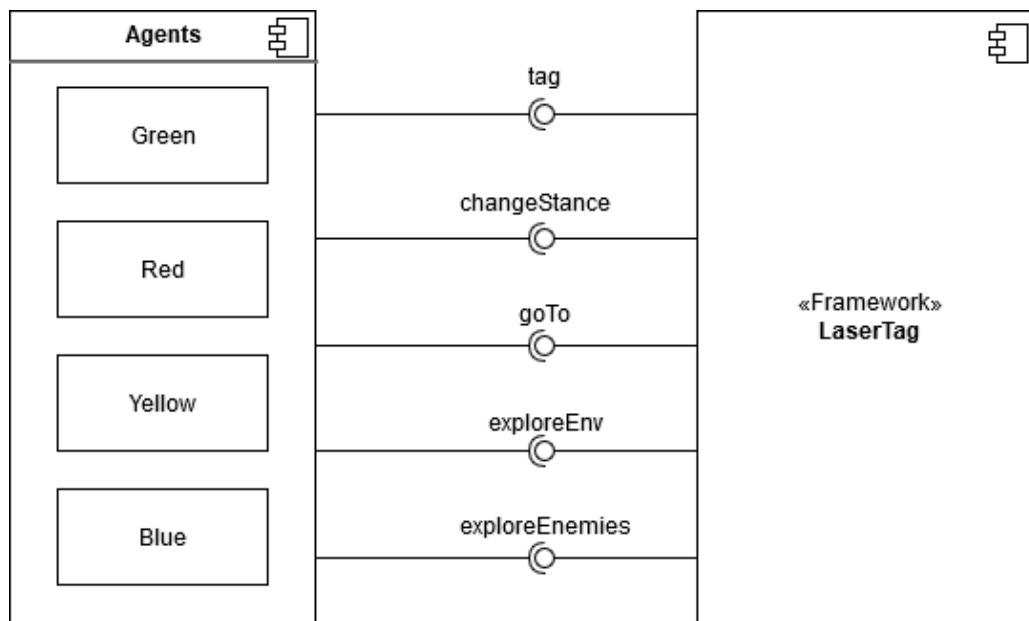 Agents
Green
Red
Yellow
Blue
tag
changeStance
goTo
exploreEnv
exploreEnemies
«Framework»
LaserTag